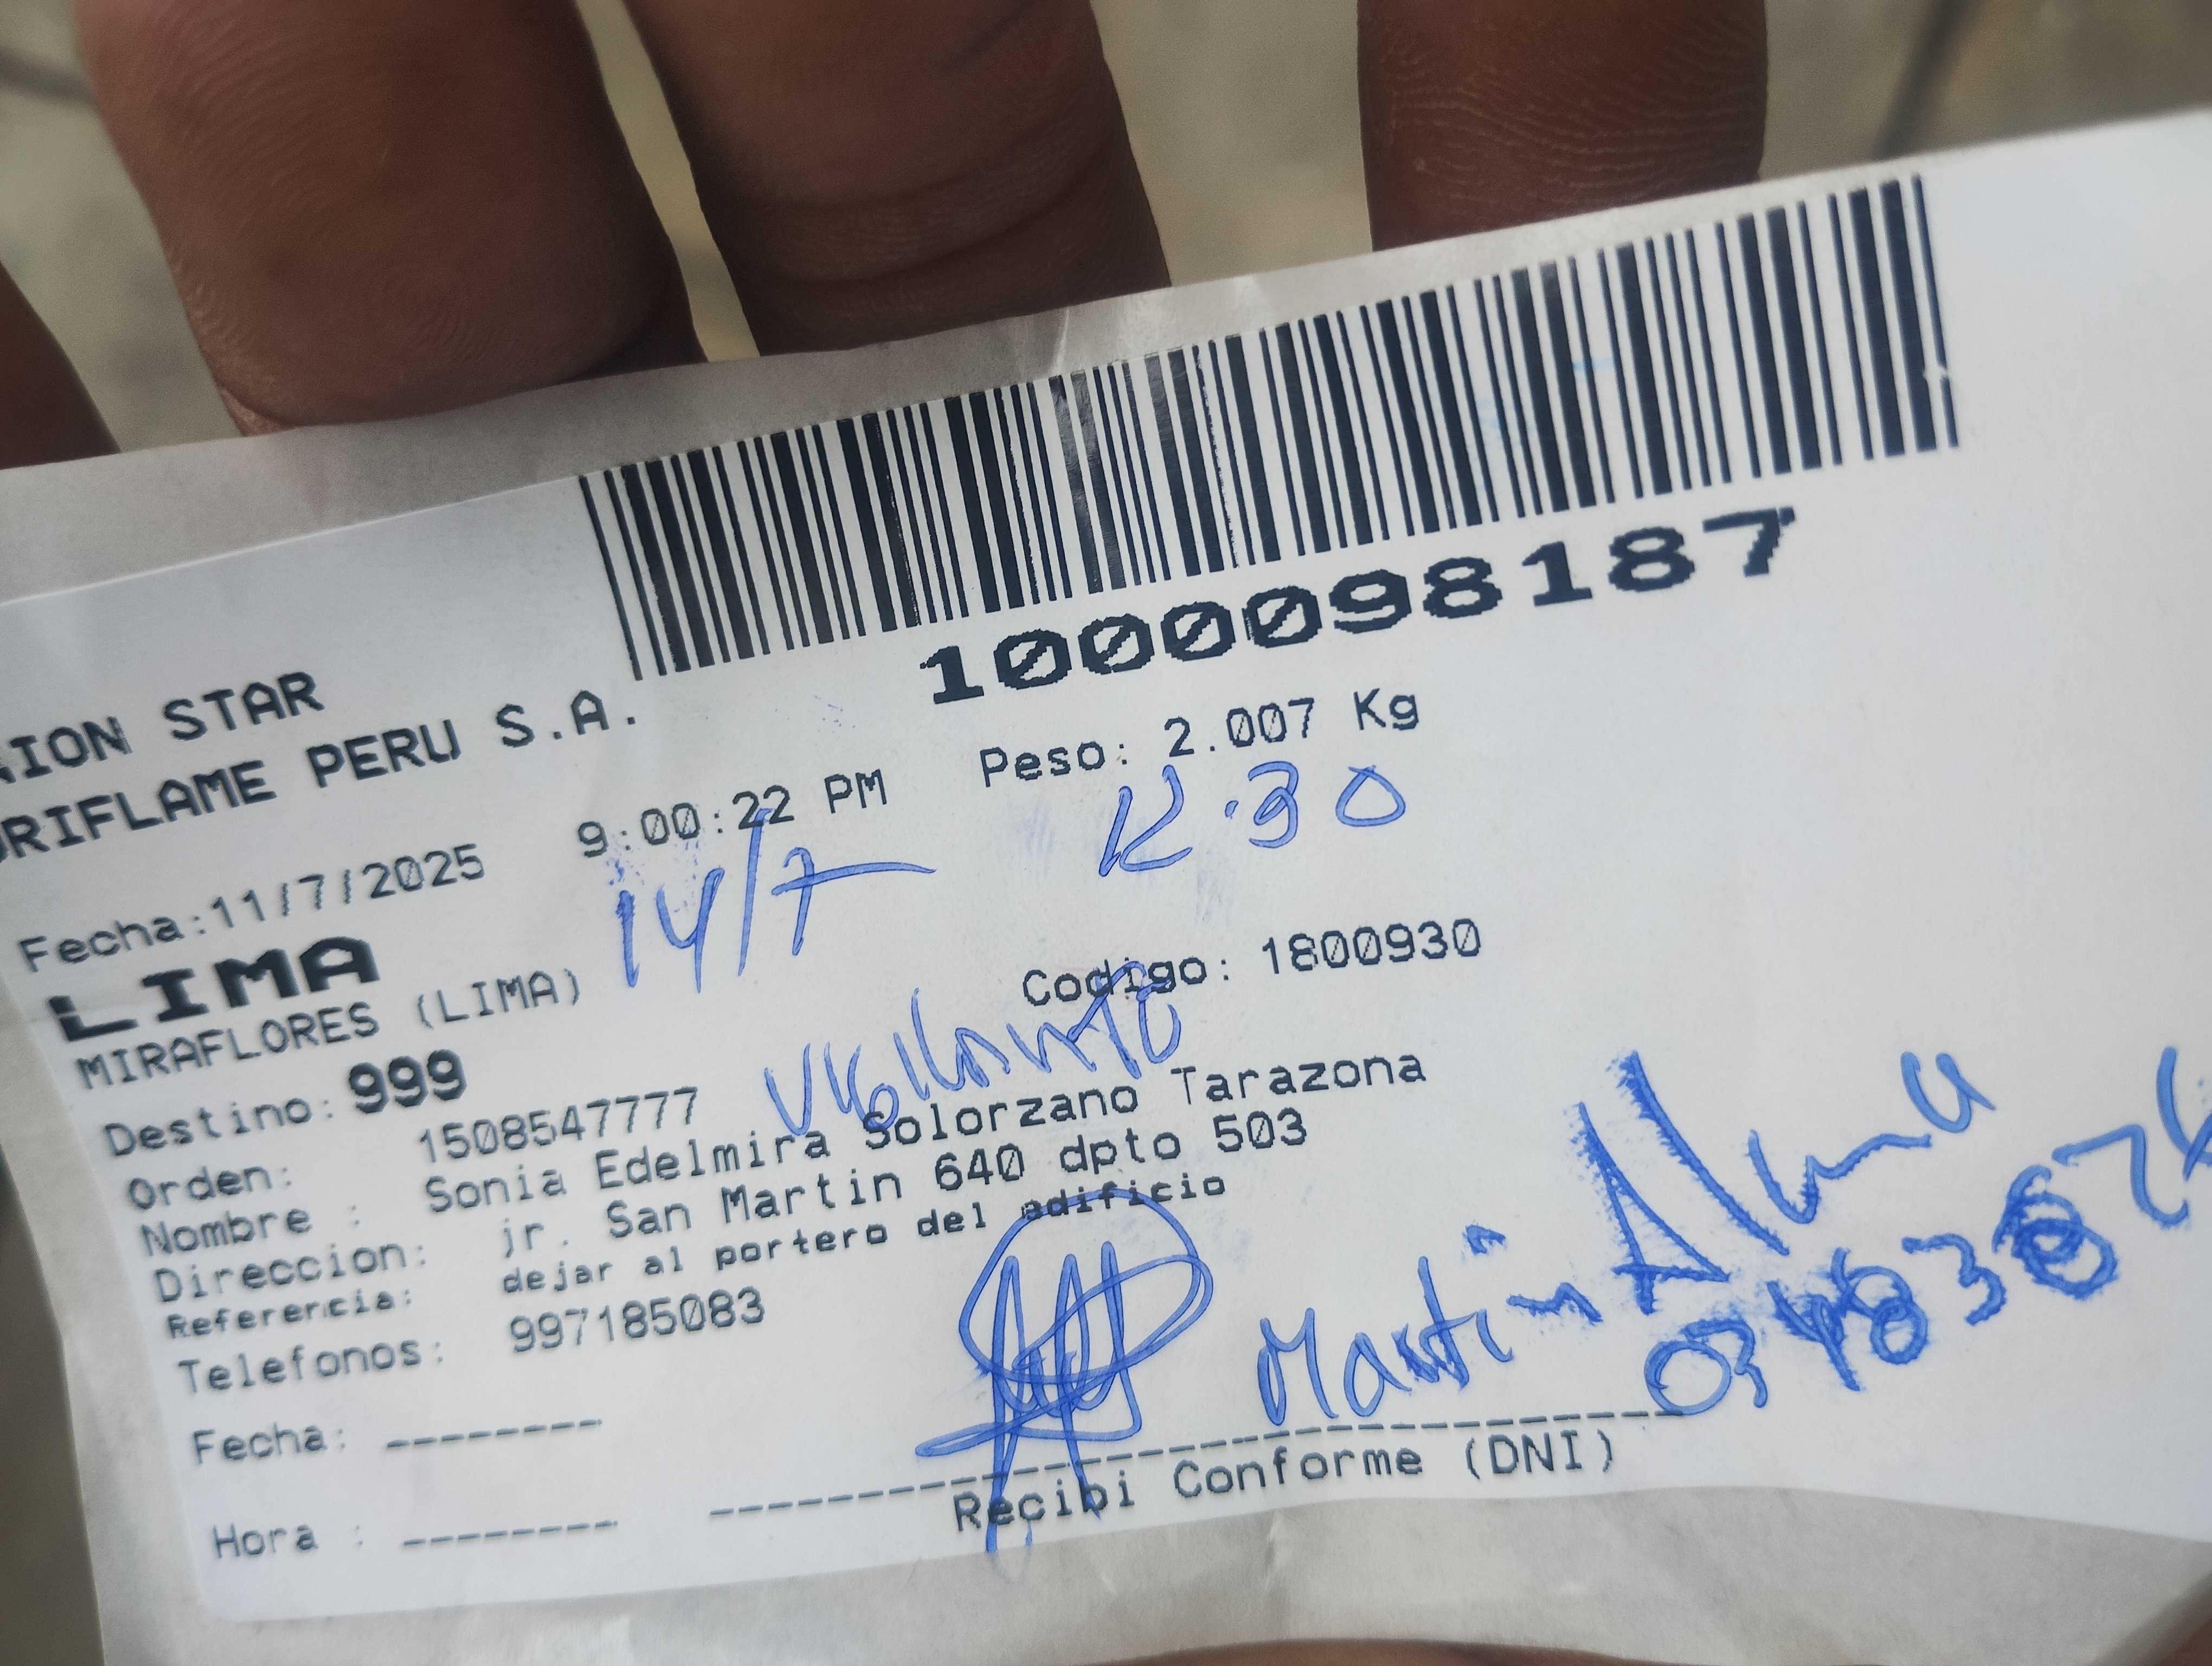 1000098187
ION STAR
ORIFLAME PERU S.A.
Fecha:11/7/2025 9:00:22 PM Peso: 2.007 Kg
14/7 12.30
LIMA
MIRAFLORES (LIMA) Codigo: 1800930
Destino: 999 Vigilante
Orden: 1508547777
Nombre : Sonia Edelmira Solorzano Tarazona
Direccion: jr. San Martin 640 dpto 503
Referencia: dejar al portero del edificio
Telefonos: 997185083
Martin
Fecha: --------
Recibi Conforme (DNI)
Hora : --------